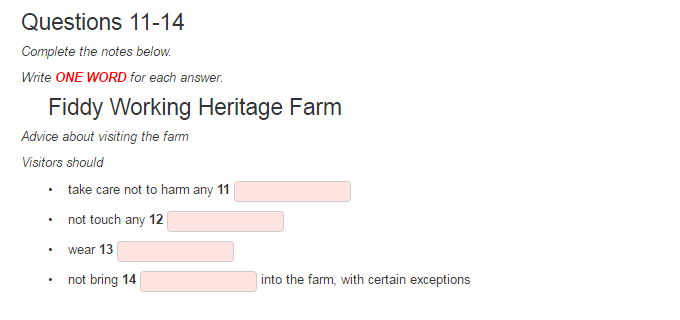 Questions 11-14
Complete the notes below.
Write ONE WORD for each answer.
Fiddy Working Heritage Farm
Advice about visiting the farm
Visitors should
• take care not to harm any 11
• not touch any 12
• wear 13
• not bring 14 into the farm, with certain exceptions